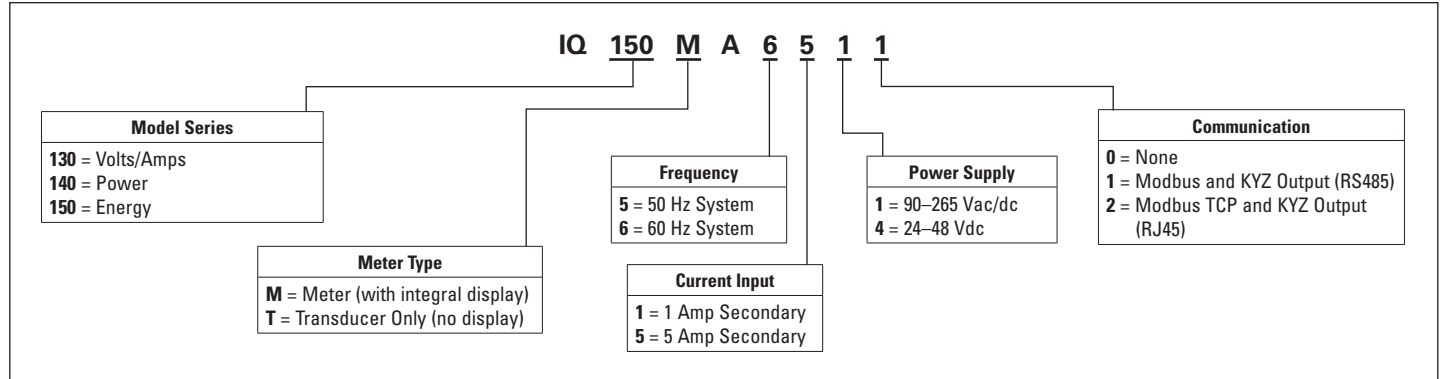 IQ 150 M A 6 5 1 1
Model Series
130 = Volts/Amps
140 = Power
150 = Energy
Meter Type
M = Meter (with integral display)
T = Transducer Only (no display)
Frequency
5 = 50 Hz System
6 = 60 Hz System
Current Input
1 = 1 Amp Secondary
5 = 5 Amp Secondary
Power Supply
1 = 90–265 Vac/dc
4 = 24–48 Vdc
Communication
0 = None
1 = Modbus and KYZ Output (RS485)
2 = Modbus TCP and KYZ Output
(RJ45)